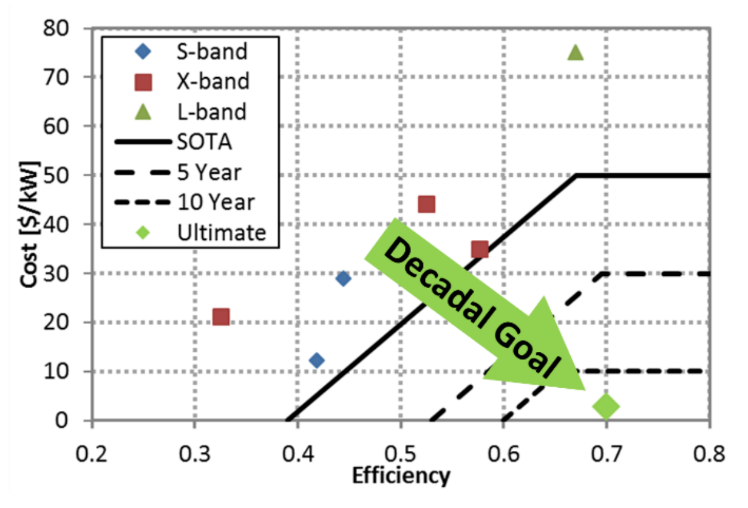 80
70
60
50
40
30
20
10
0
Cost [$/kW]
S-band
X-band
L-band
SOTA
5 Year
10 Year
Ultimate
Decadal Goal
0.2 0.3 0.4 0.5 0.6 0.7 0.8
Efficiency